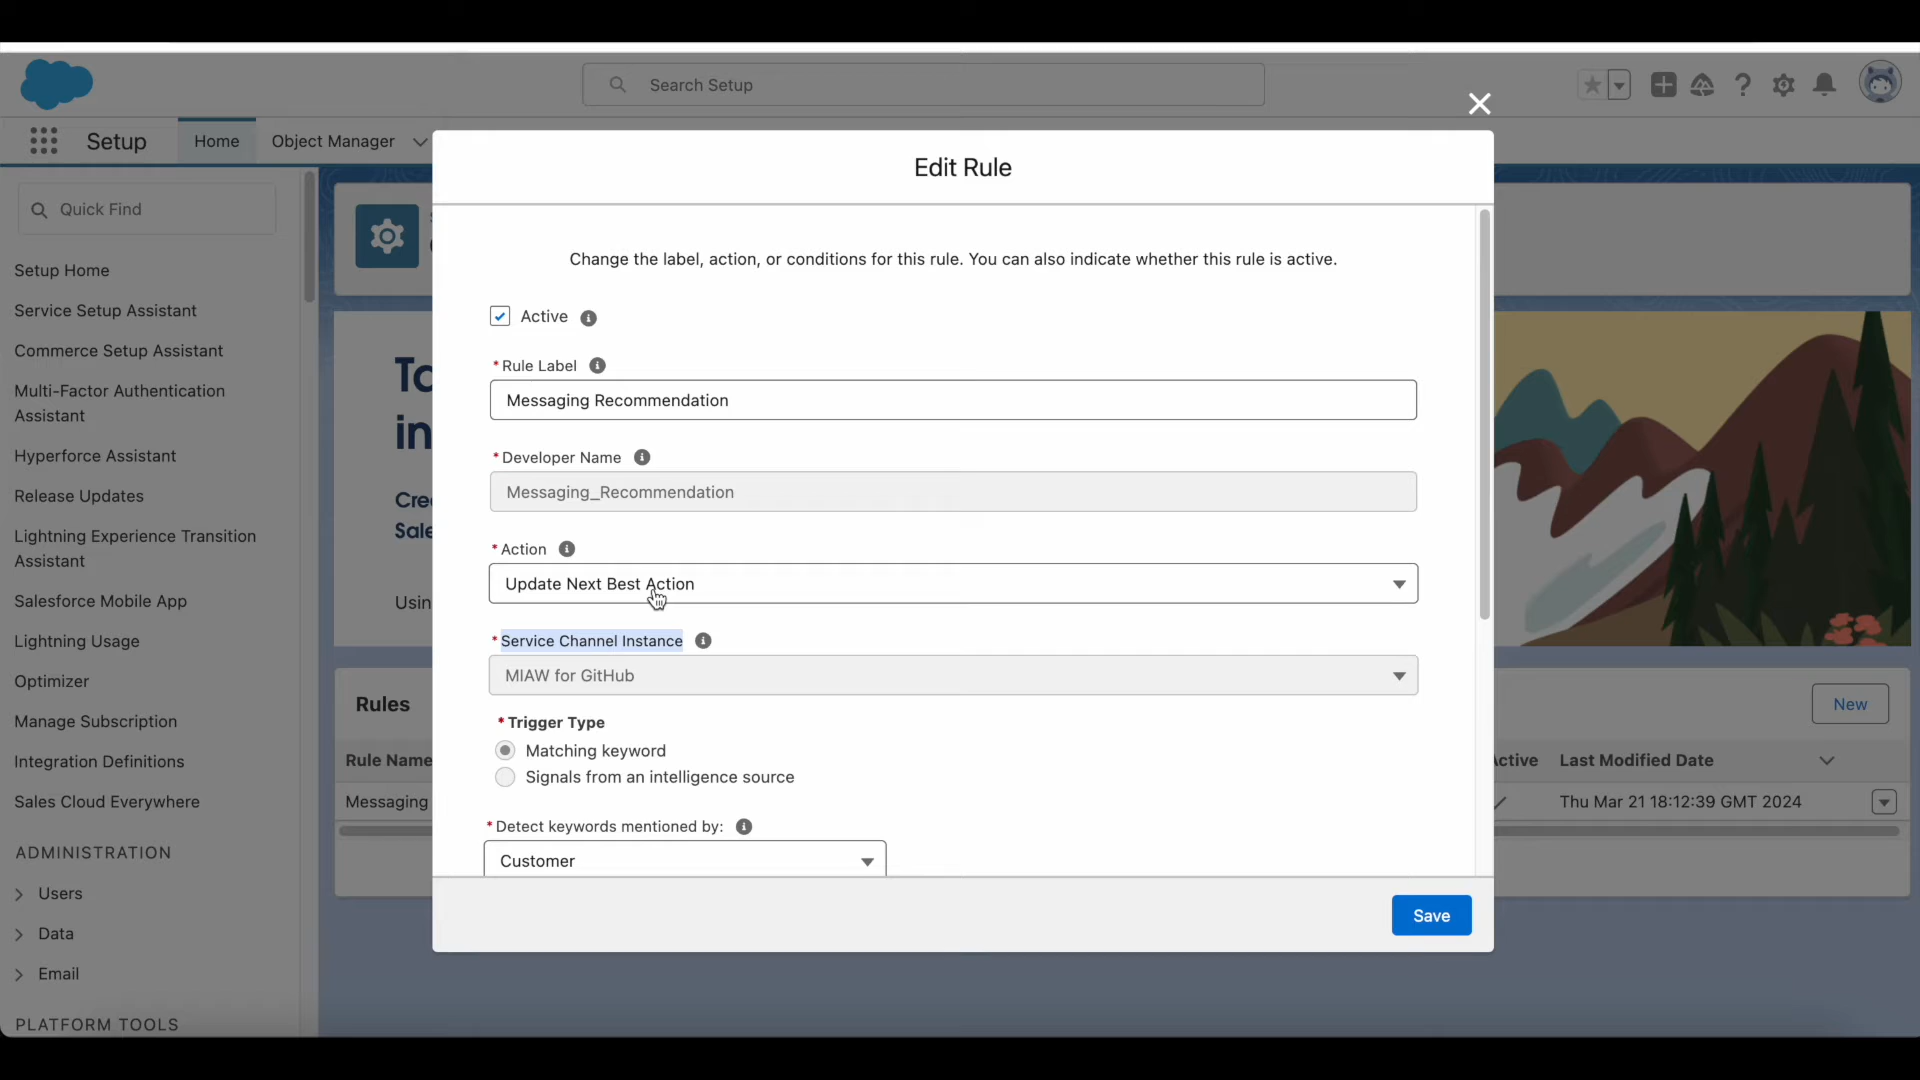 Search Setup
Setup
Home
Object Manager
Quick Find
Setup Home
Service Setup Assistant
Commerce Setup Assistant
Multi-Factor Authentication
Assistant
Hyperforce Assistant
Release Updates
Lightning Experience Transition
Assistant
Salesforce Mobile App
Lightning Usage
Optimizer
Manage Subscription
Integration Definitions
Sales Cloud Everywhere
ADMINISTRATION
Users
Data
Email
PLATFORM TOOLS
in
Cre
Sale
Usin
Rules
New
Rule Name
Active
Last Modified Date
Messaging
Thu Mar 21 18:12:39 GMT 2024
Edit Rule
Change the label, action, or conditions for this rule. You can also indicate whether this rule is active.
Active
*Rule Label
Messaging Recommendation
*Developer Name
Messaging_Recommendation
*Action
Update Next Best Action
*Service Channel Instance
MIAW for GitHub
*Trigger Type
Matching keyword
Signals from an intelligence source
*Detect keywords mentioned by:
Customer
Save